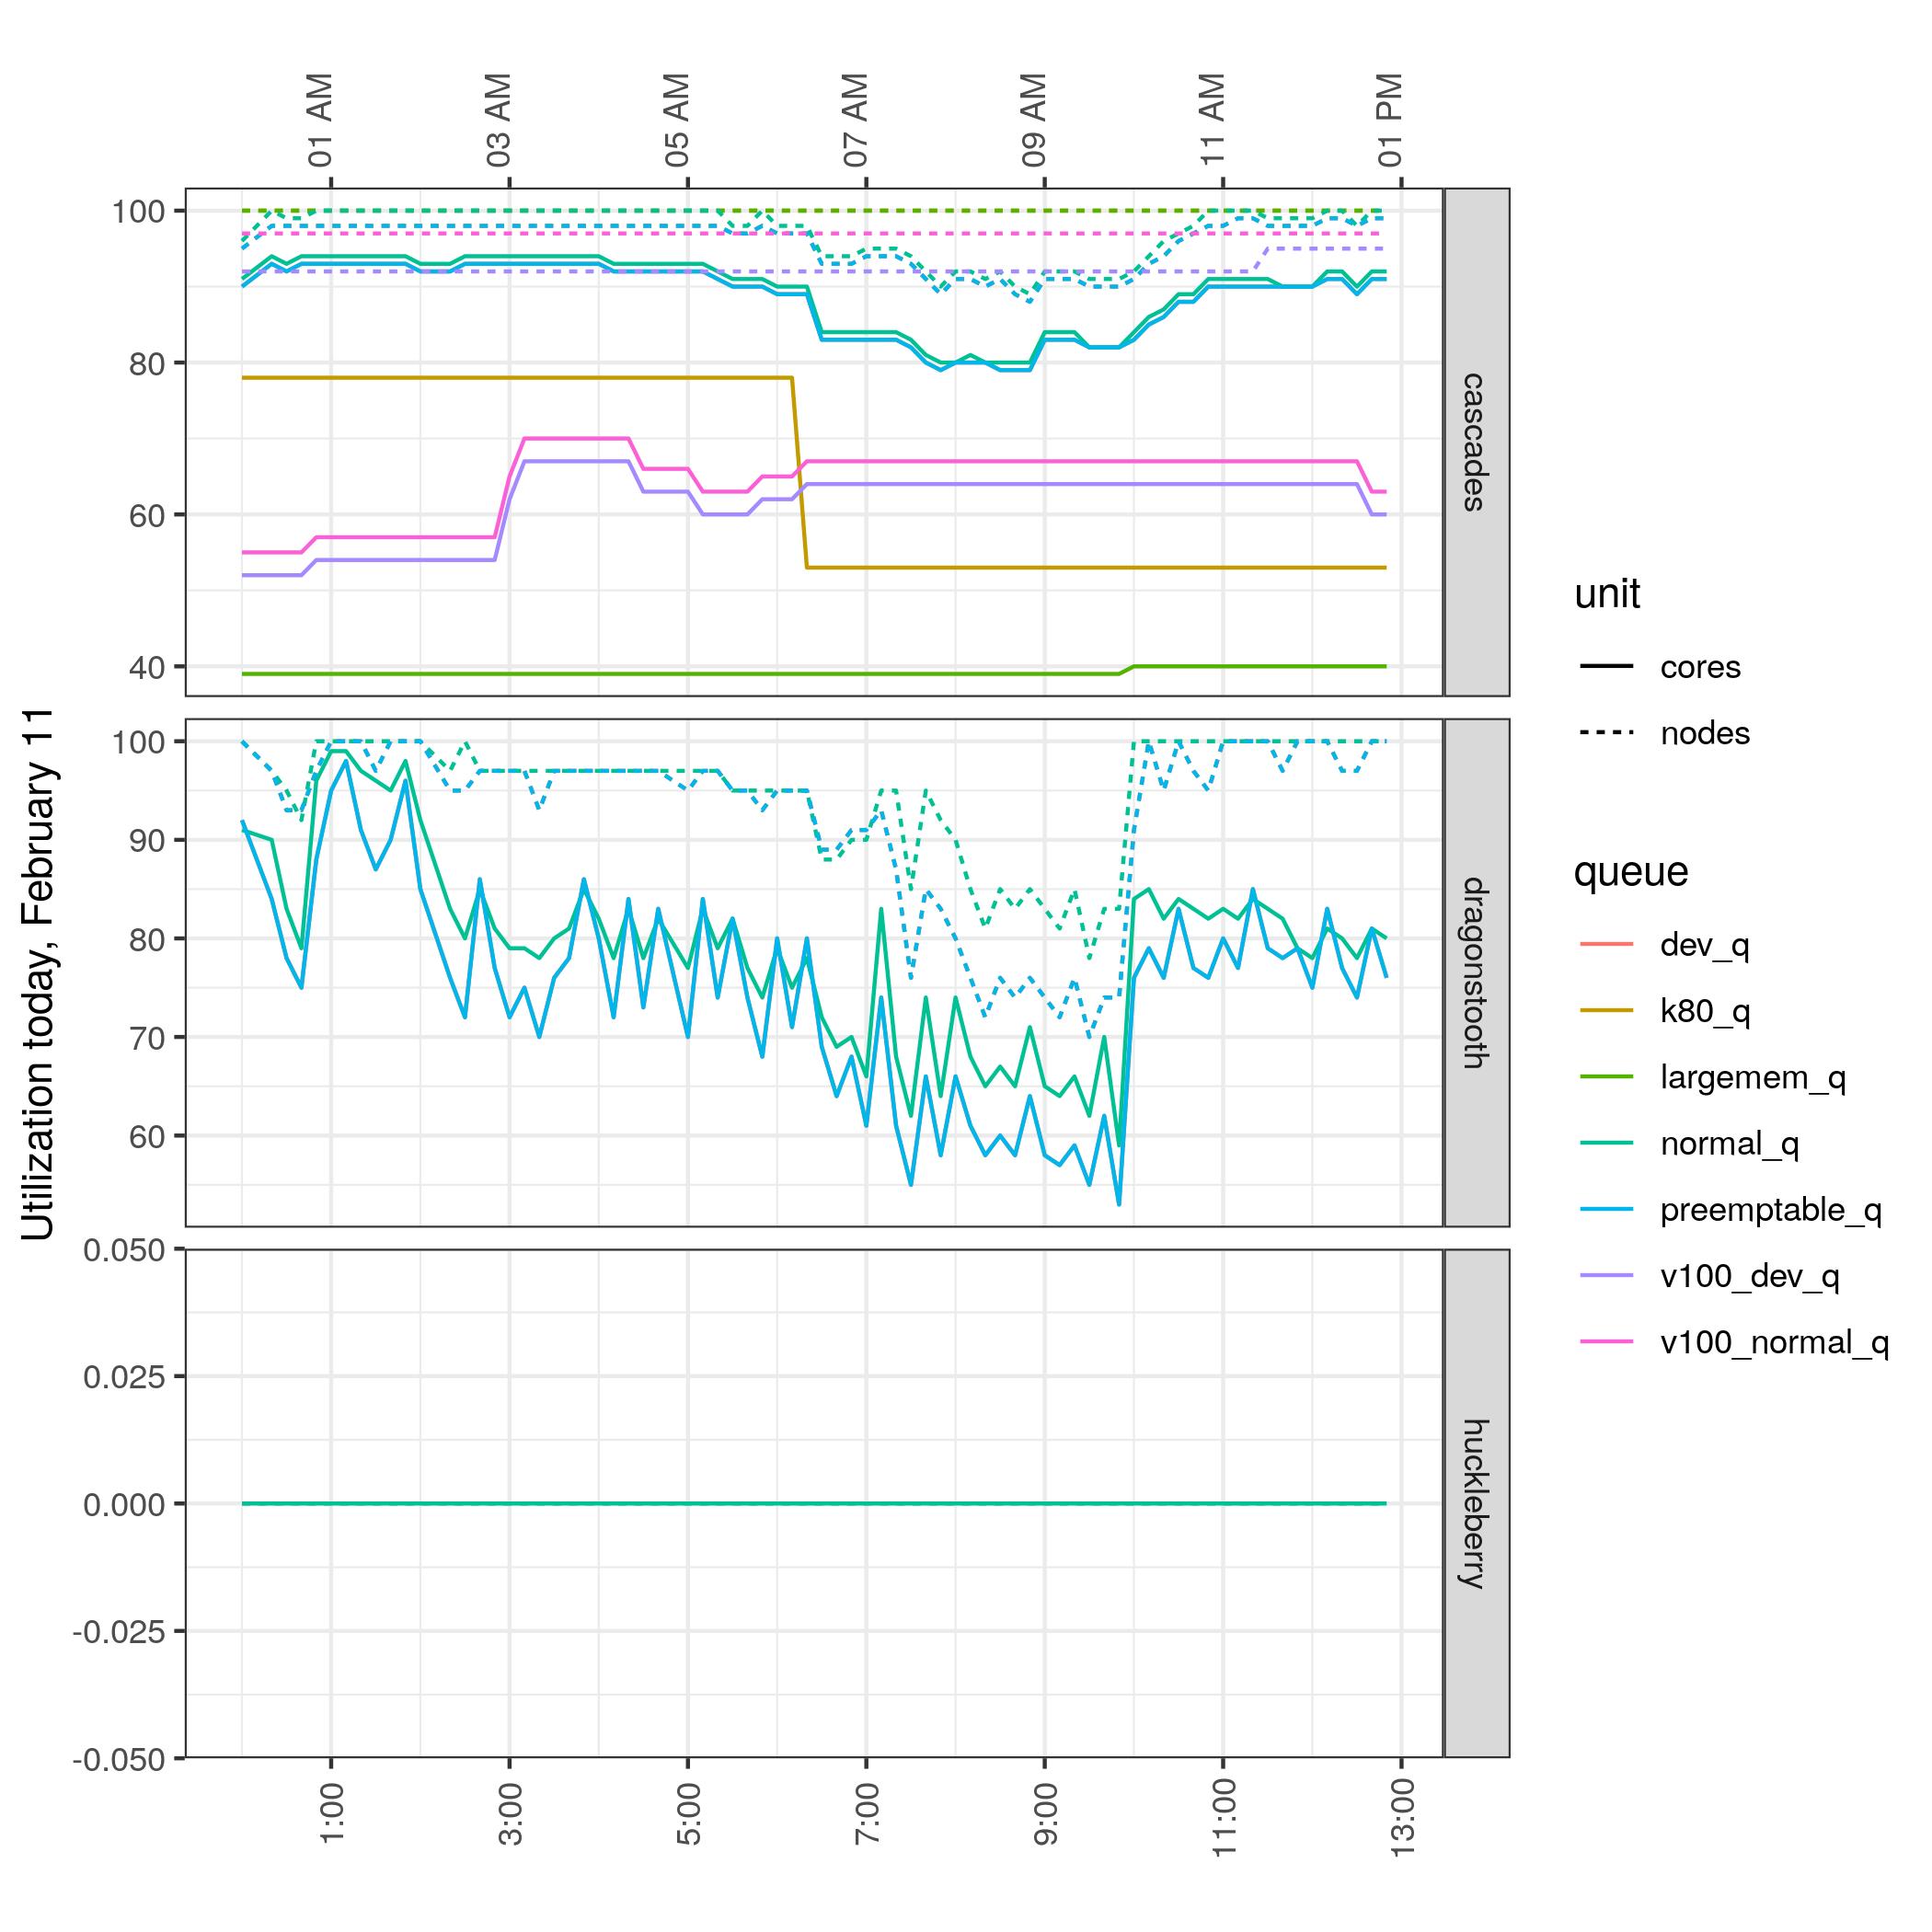 01 AM
03 AM
05 AM
07 AM
09 AM
11 AM
01 PM
Utilization today, February 11
100
80
60
40
cascades
100
90
80
70
60
dragonstooth
0.050
0.025
0.000
-0.025
-0.050
huckleberry
1:00
3:00
5:00
7:00
9:00
11:00
13:00
unit
cores
nodes
queue
dev_q
k80_q
largemem_q
normal_q
preemptable_q
v100_dev_q
v100_normal_q